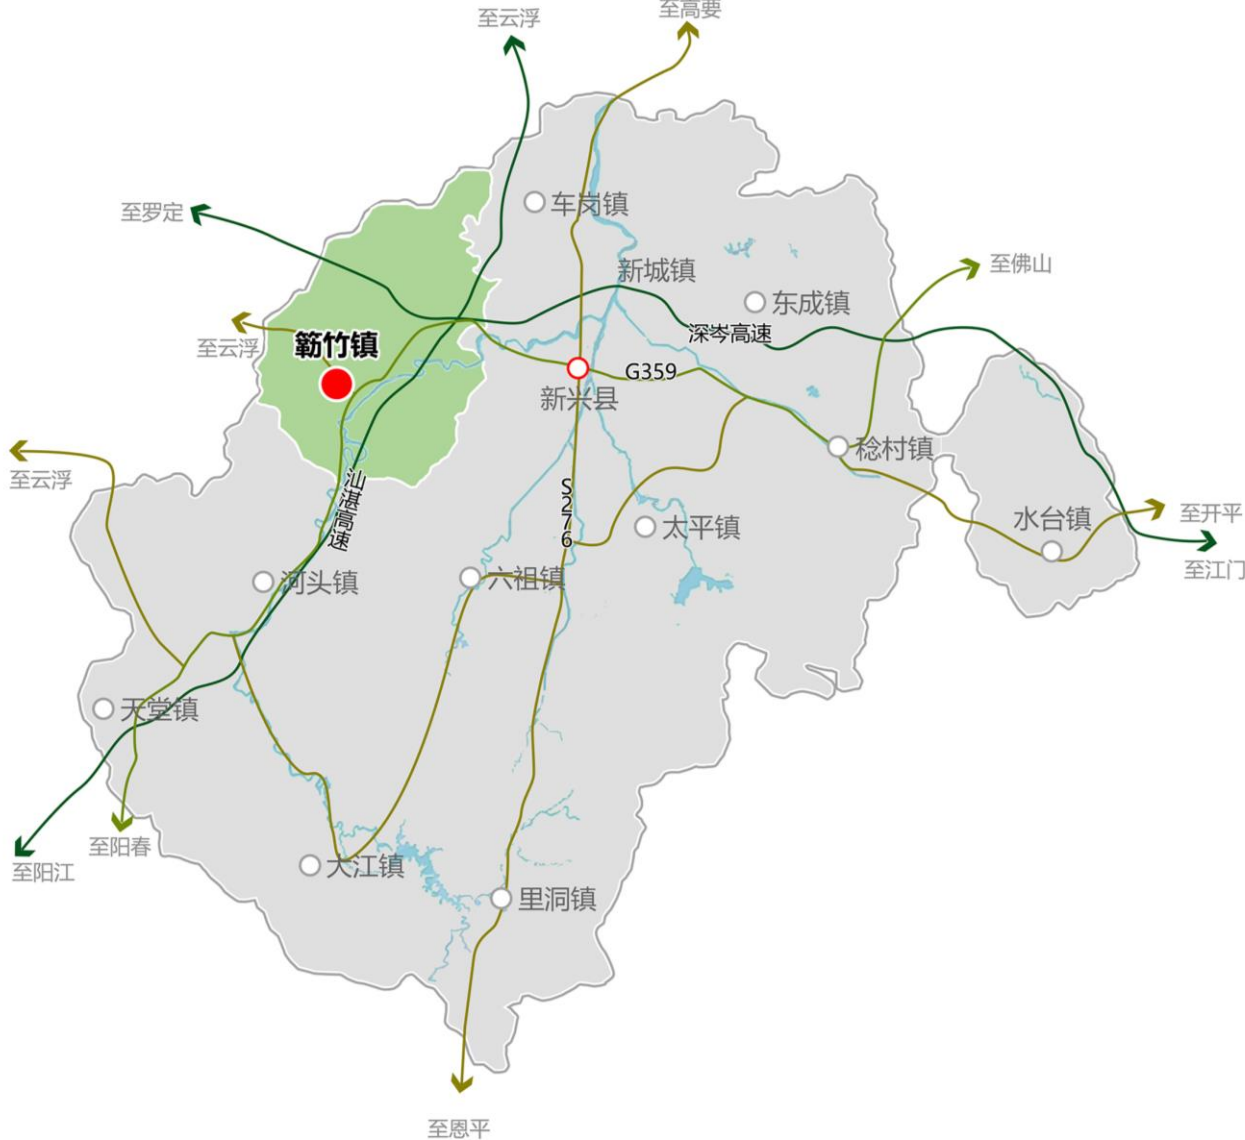 至高要
至云浮
车岗镇
至罗定
至佛山
新城镇
东成镇
深岑高速
至云浮
簕竹镇
G359
新兴县
稔村镇
至云浮
汕湛高速
S276
太平镇
水台镇
至开平
至江门
河头镇
六祖镇
天堂镇
至阳春
至阳江
大江镇
里洞镇
至恩平